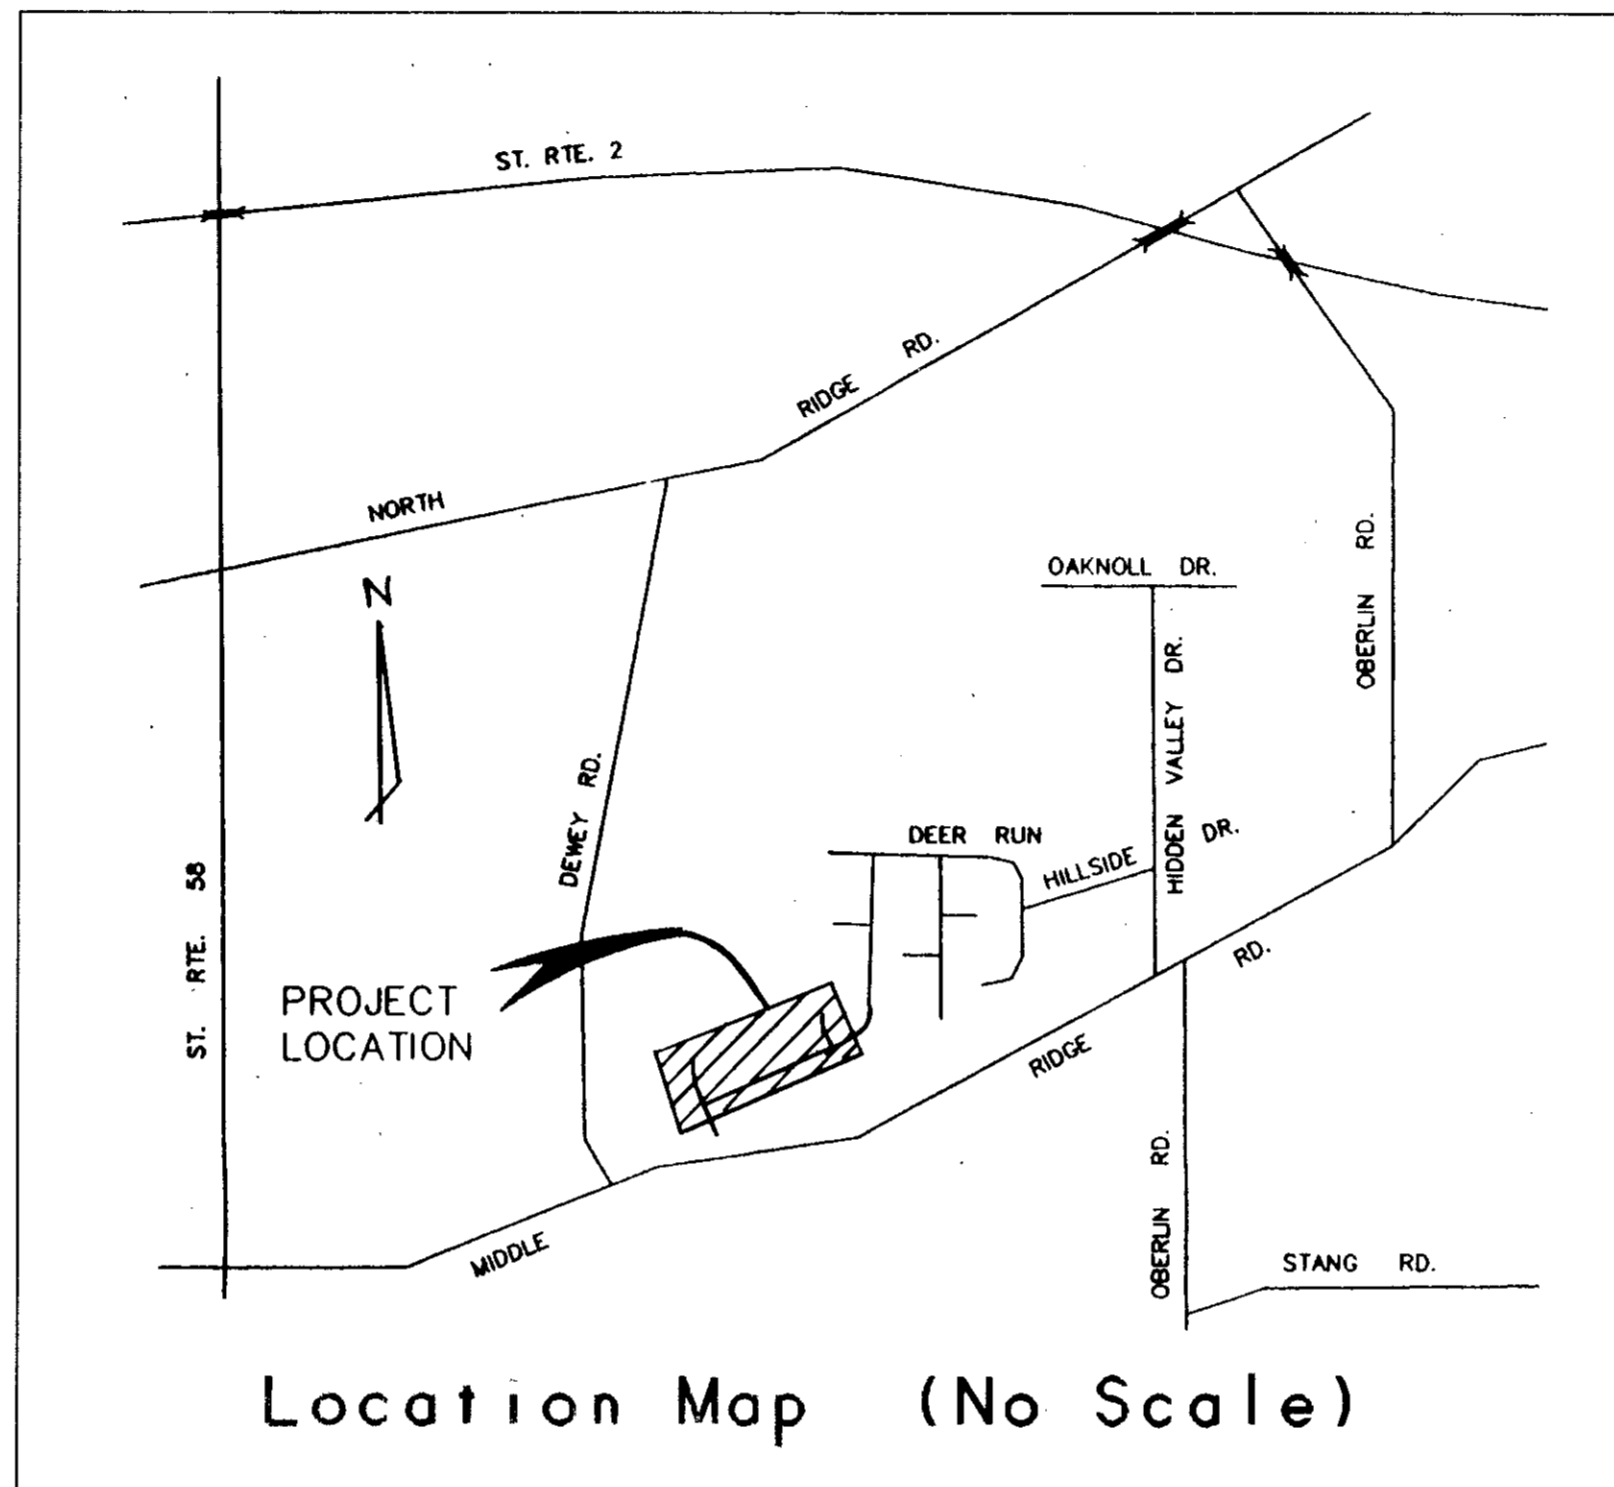 ST. RTE. 2
NORTH RIDGE RD.
N
OAKNOLL DR.
OBERLIN RD.
HIDDEN VALLEY DR.
DEWEY RD.
DEER RUN
HILLSIDE DR.
ST. RTE. 58
PROJECT
LOCATION
MIDDLE RIDGE RD.
OBERLIN RD.
STANG RD.
Location Map (No Scale)